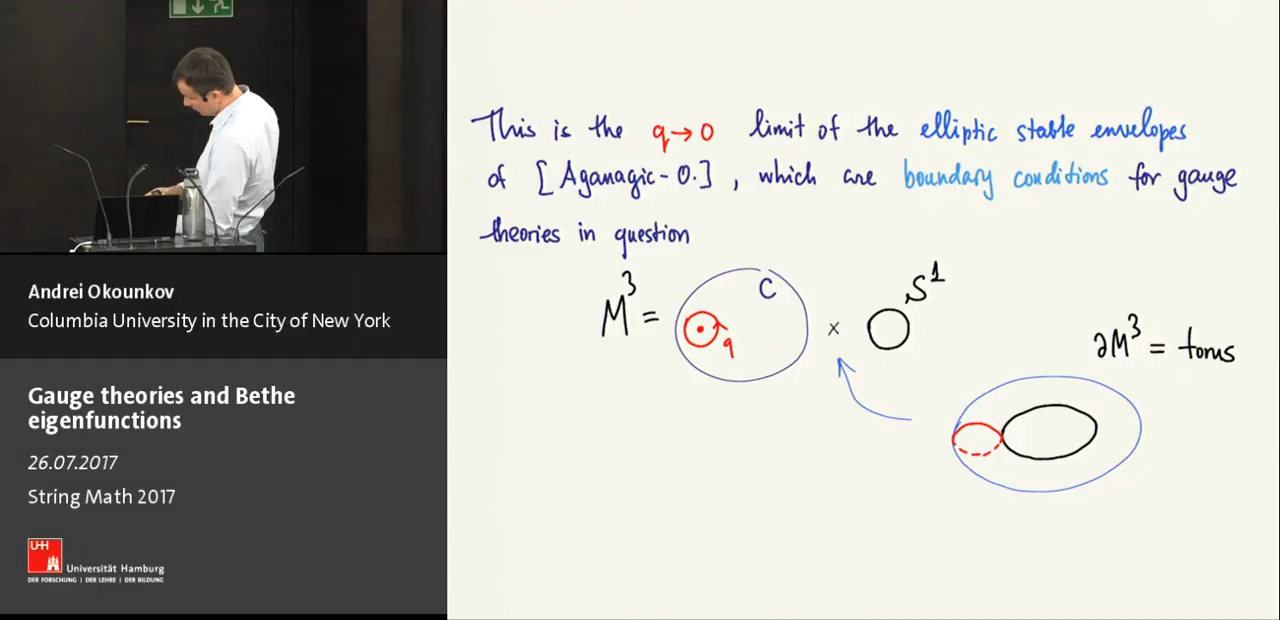 This is the q→0 limit of the elliptic stable envelopes
of [Aganagic-O.], which are boundary conditions for gauge
theories in question
M³ = C q × S¹
∂M³ = torus
Andrei Okounkov
Columbia University in the City of New York
Gauge theories and Bethe
eigenfunctions
26.07.2017
String Math 2017
UHH
Universität Hamburg
DER FORSCHUNG | DER LEHRE | DER BILDUNG